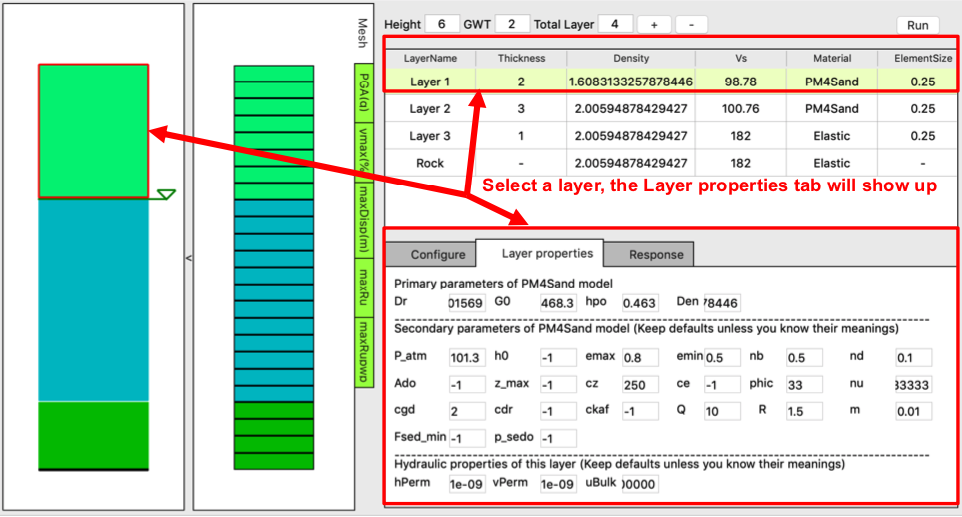 Height 6 GWT 2 Total Layer 4 + - Run
LayerName Thickness Density Vs Material ElementSize
Layer 1 2 1.6083133257878446 98.78 PM4Sand 0.25
Layer 2 3 2.00594878429427 100.76 PM4Sand 0.25
Layer 3 1 2.00594878429427 182 Elastic 0.25
Rock - 2.00594878429427 182 Elastic -
Select a layer, the Layer properties tab will show up
Mesh
PGA(g)
vmax(%
maxDisp(m)
maxRu
maxRupwp
<
Configure Layer properties Response
Primary parameters of PM4Sand model
Dr 01569 G0 468.3 hpo 0.463 Den 78446
Secondary parameters of PM4Sand model (Keep defaults unless you know their meanings)
P_atm 101.3 h0 -1 emax 0.8 emin 0.5 nb 0.5 nd 0.1
Ado -1 z_max -1 cz 250 ce -1 phic 33 nu 33333
cgd 2 cdr -1 ckaf -1 Q 10 R 1.5 m 0.01
Fsed_min -1 p_sedo -1
Hydraulic properties of this layer (Keep defaults unless you know their meanings)
hPerm 1e-09 vPerm 1e-09 uBulk 00000